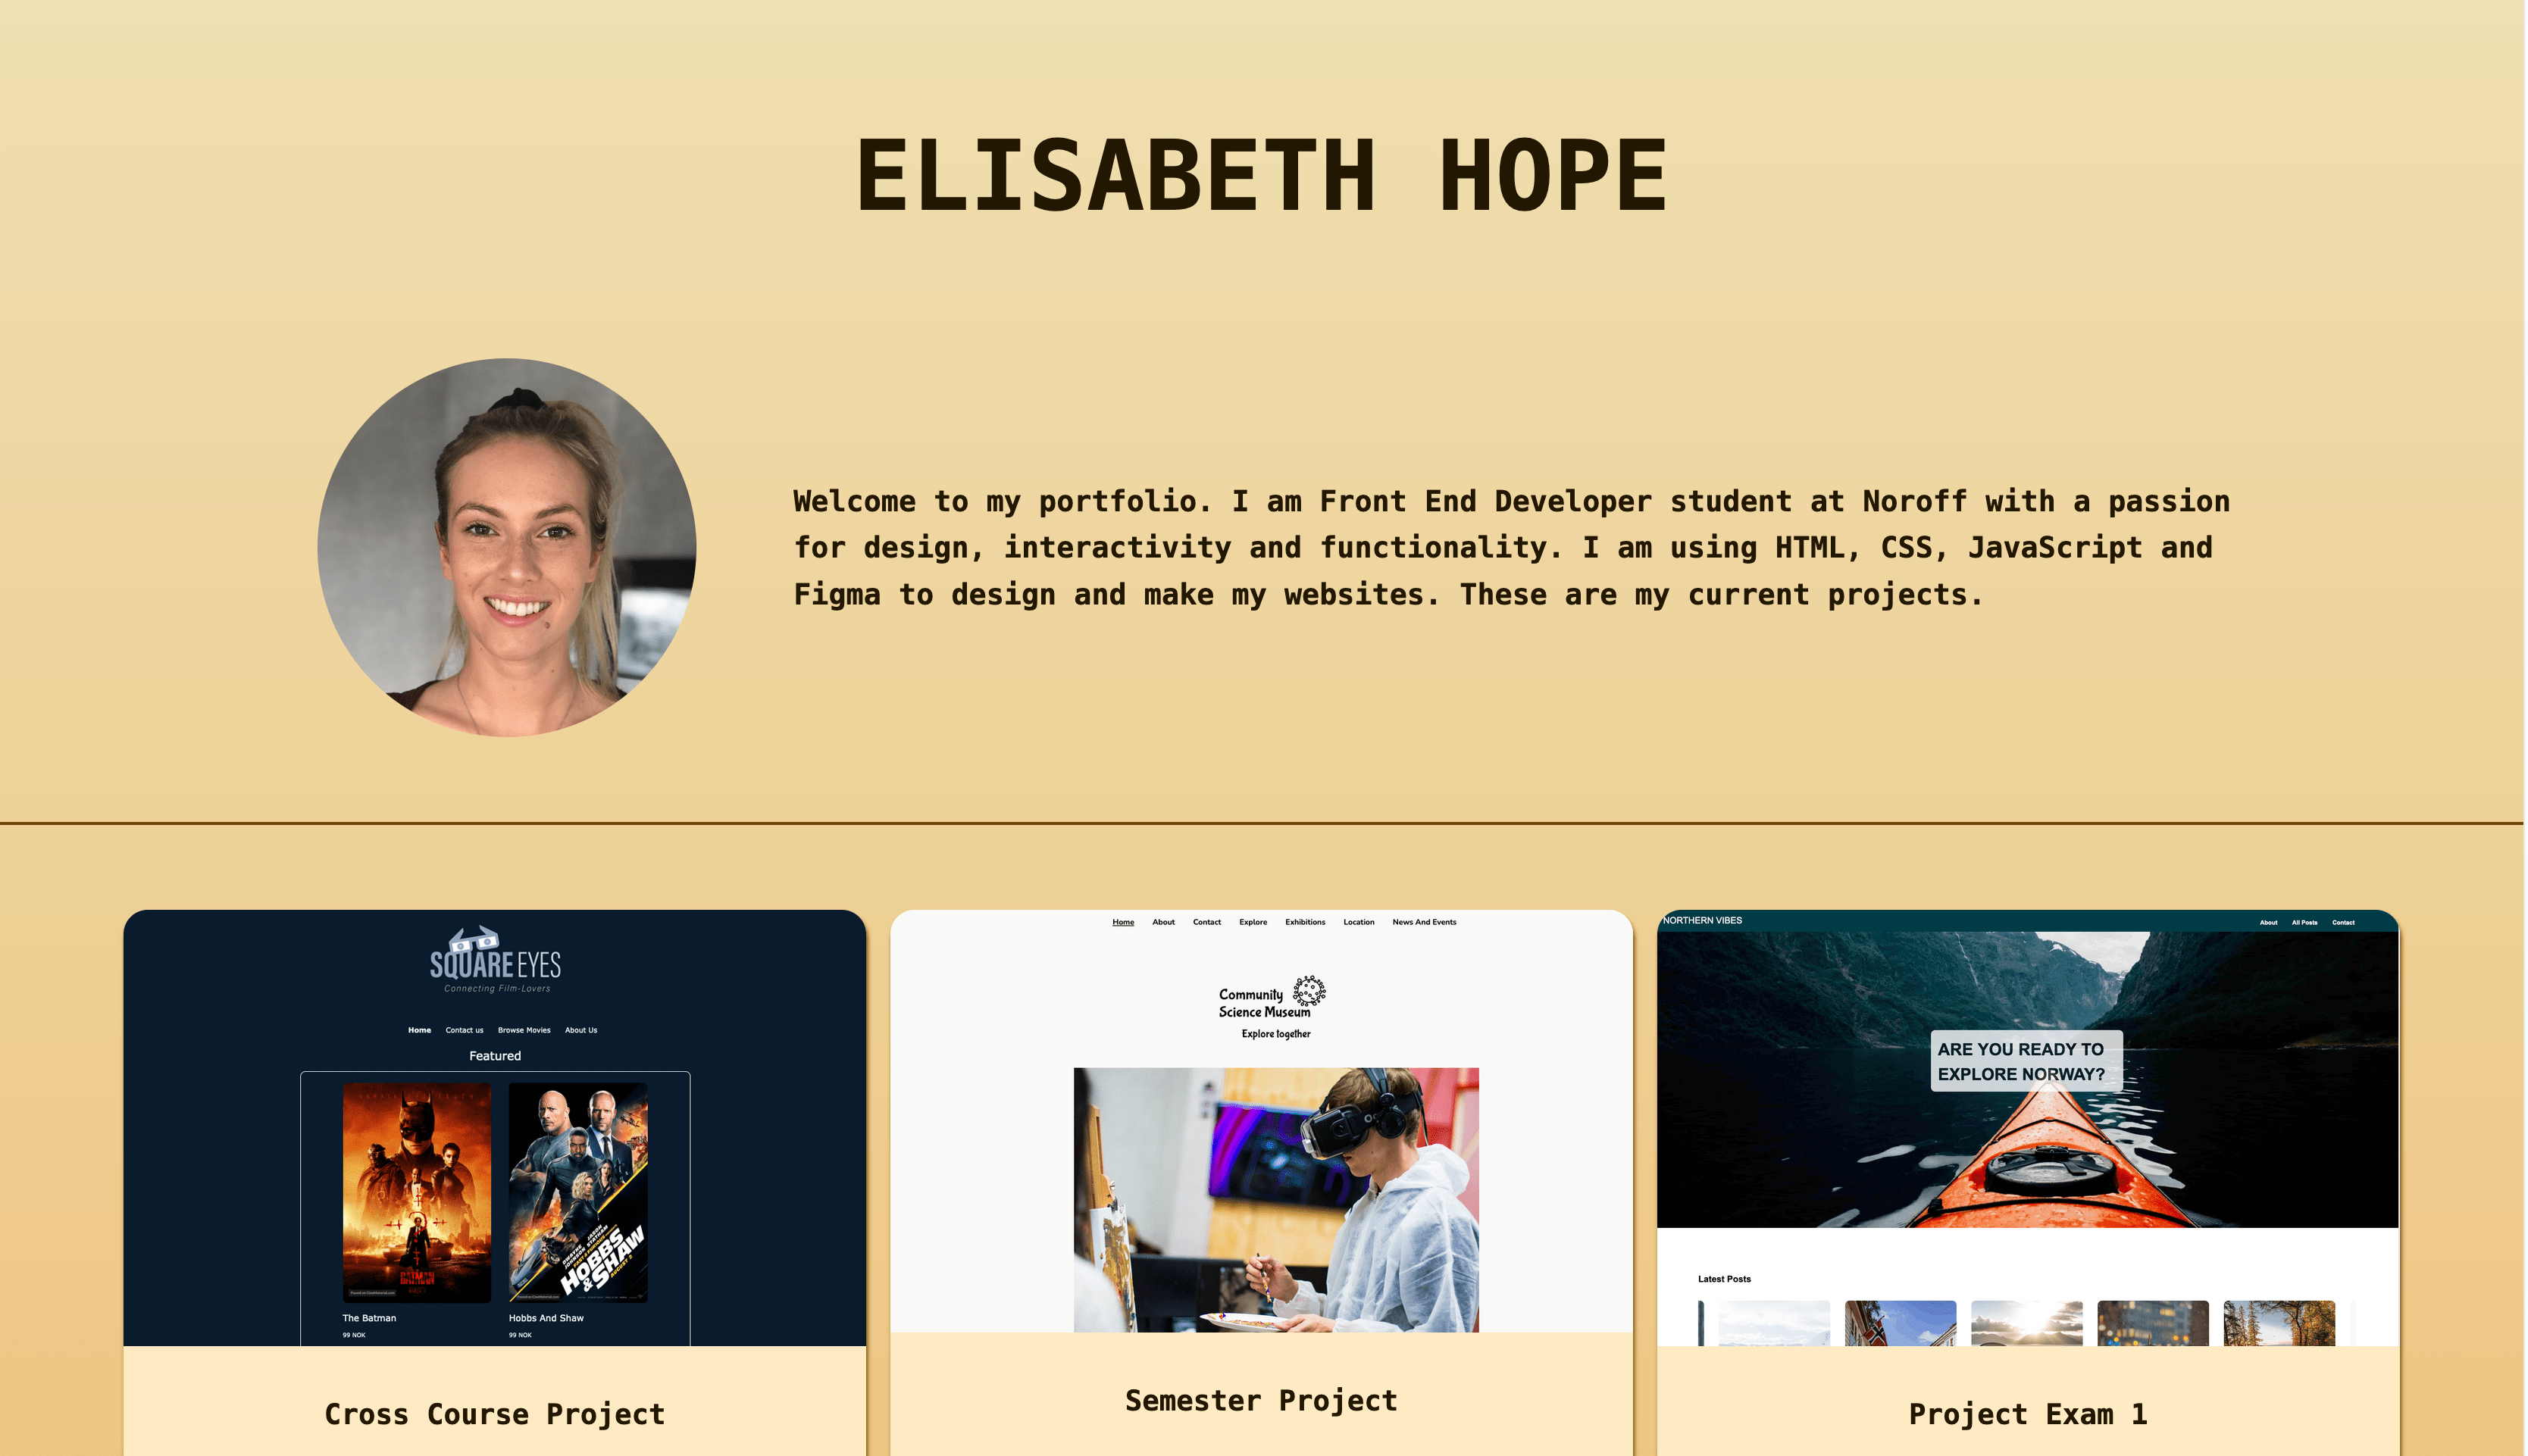 ELISABETH HOPE
Welcome to my portfolio. I am Front End Developer student at Noroff with a passion
for design, interactivity and functionality. I am using HTML, CSS, JavaScript and
Figma to design and make my websites. These are my current projects.
SQUARE EYES
Connecting Film-Lovers
Home Contact us Browse Movies About Us
Featured
BATMAN
HOBBS
& SHAW
The Batman Hobbs And Shaw
99 NOK 99 NOK
Cross Course Project
Home About Contact Explore Exhibitions Location News And Events
Community
Science Museum
Explore together
Semester Project
NORTHERN VIBES About All Posts Contact
ARE YOU READY TO
EXPLORE NORWAY?
Latest Posts
Project Exam 1